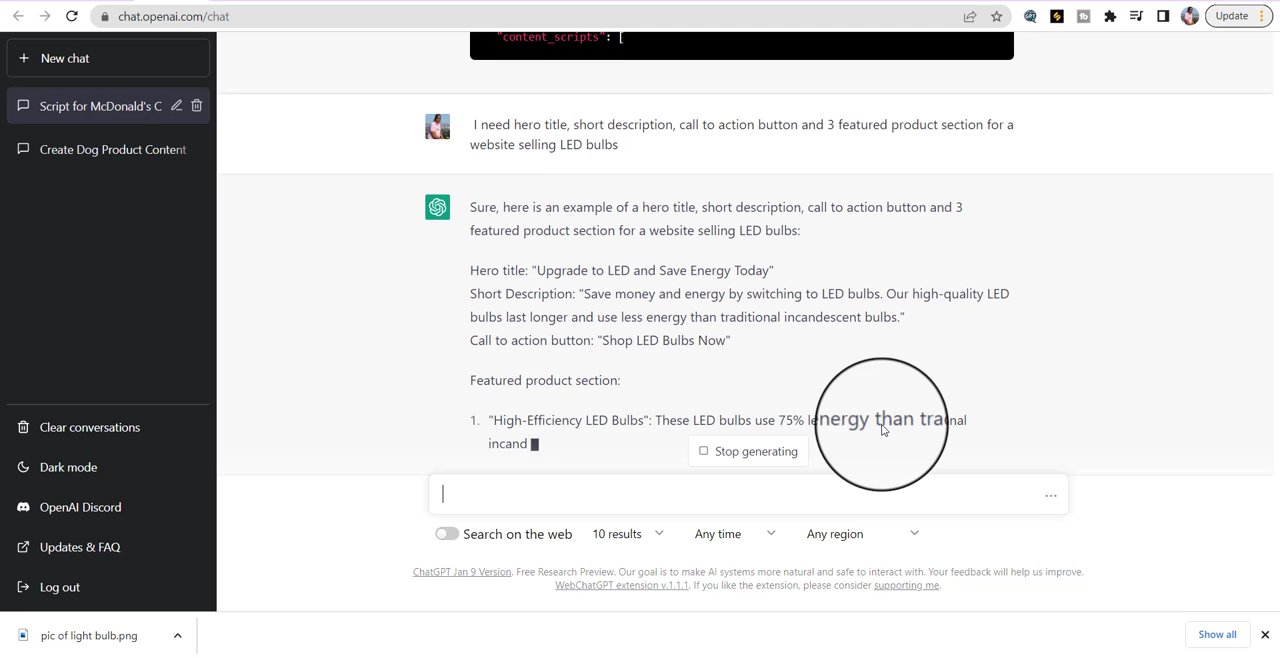 chat.openai.com/chat
Update
New chat
Script for McDonald's C
Create Dog Product Content
Clear conversations
Dark mode
OpenAI Discord
Updates & FAQ
Log out
"content_scripts": [
I need hero title, short description, call to action button and 3 featured product section for a
website selling LED bulbs
Sure, here is an example of a hero title, short description, call to action button and 3
featured product section for a website selling LED bulbs:
Hero title: "Upgrade to LED and Save Energy Today"
Short Description: "Save money and energy by switching to LED bulbs. Our high-quality LED
bulbs last longer and use less energy than traditional incandescent bulbs."
Call to action button: "Shop LED Bulbs Now"
Featured product section:
1. "High-Efficiency LED Bulbs": These LED bulbs use 75% le nergy than tra nal
incand
Stop generating
...
Search on the web 10 results Any time Any region
ChatGPT Jan 9 Version. Free Research Preview. Our goal is to make AI systems more natural and safe to interact with. Your feedback will help us improve.
WebChatGPT extension v.1.1.1. If you like the extension, please consider supporting me.
pic of light bulb.png
Show all